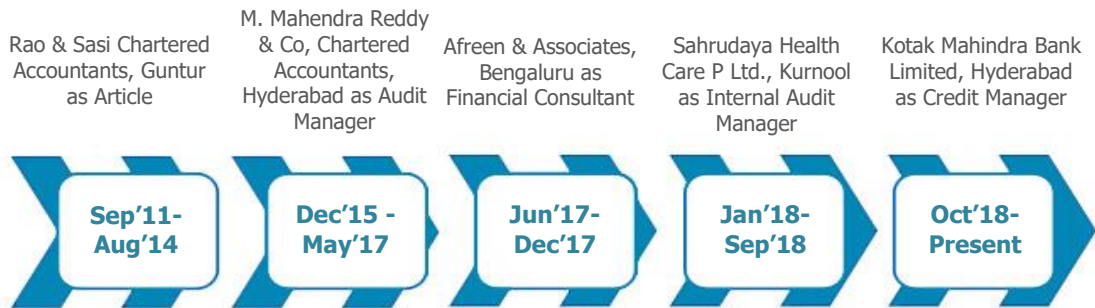 Rao & Sasi Chartered
Accountants, Guntur
as Article
M. Mahendra Reddy
& Co, Chartered
Accountants,
Hyderabad as Audit
Manager
Afreen & Associates,
Bengaluru as
Financial Consultant
Sahrudaya Health
Care P Ltd., Kurnool
as Internal Audit
Manager
Kotak Mahindra Bank
Limited, Hyderabad
as Credit Manager
Sep’11-
Aug’14
Dec’15 -
May’17
Jun’17-
Dec’17
Jan’18-
Sep’18
Oct’18-
Present